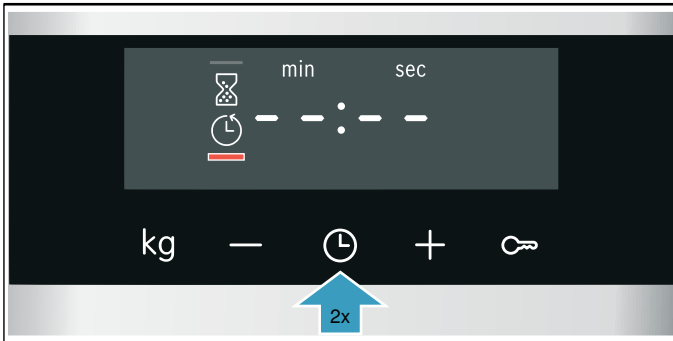 min sec
--:--
kg − +
2x